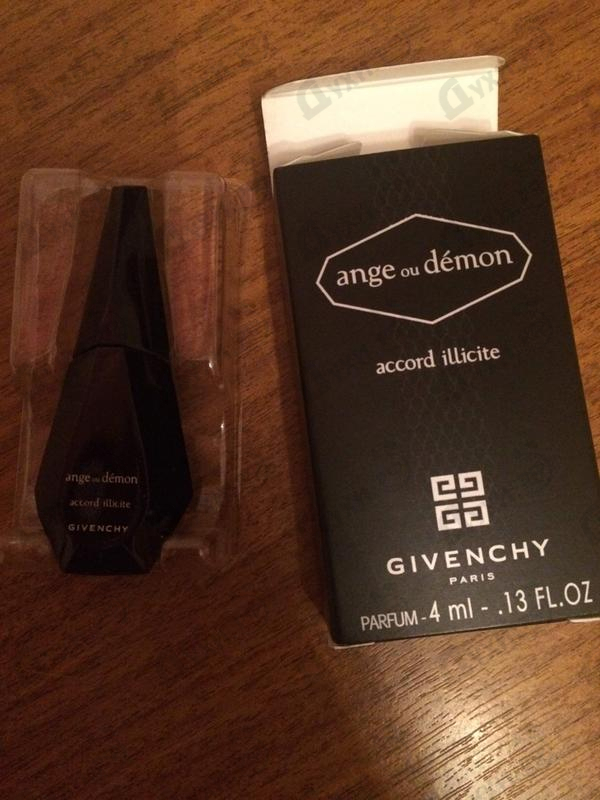 ange ou démon
accord illicite
GIVENCHY
PARIS
PARFUM - 4 ml - .13 FL.OZ
ange ou démon
accord illicite
GIVENCHY